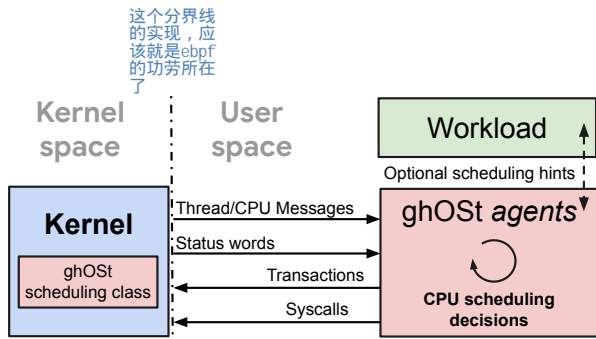 这个分界线
的实现，应
该就是ebpf
的功劳所在
了
Kernel
space
User
space
Workload
Optional scheduling hints
Kernel
ghOSt
scheduling class
Thread/CPU Messages
Status words
Transactions
Syscalls
ghOSt agents
CPU scheduling
decisions